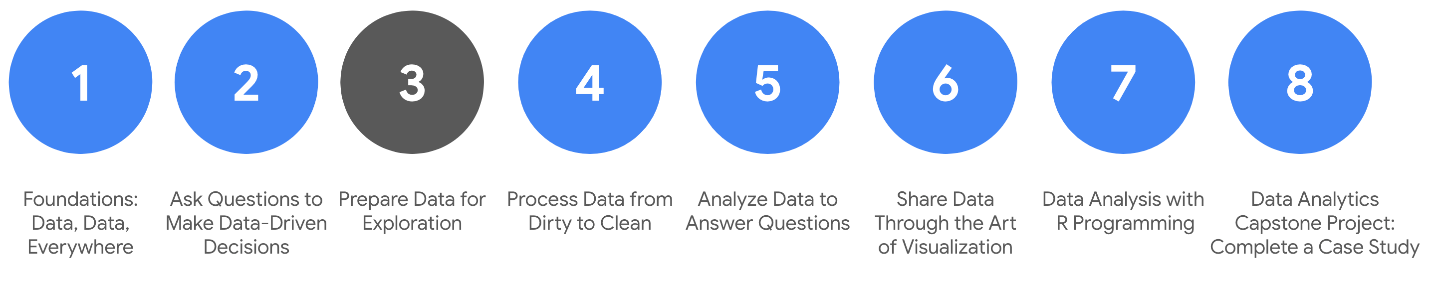 1
2
3
4
5
6
7
8
Foundations:
Data, Data,
Everywhere
Ask Questions to
Make Data-Driven
Decisions
Prepare Data for
Exploration
Process Data from
Dirty to Clean
Analyze Data to
Answer Questions
Share Data
Through the Art
of Visualization
Data Analysis with
R Programming
Data Analytics
Capstone Project:
Complete a Case Study